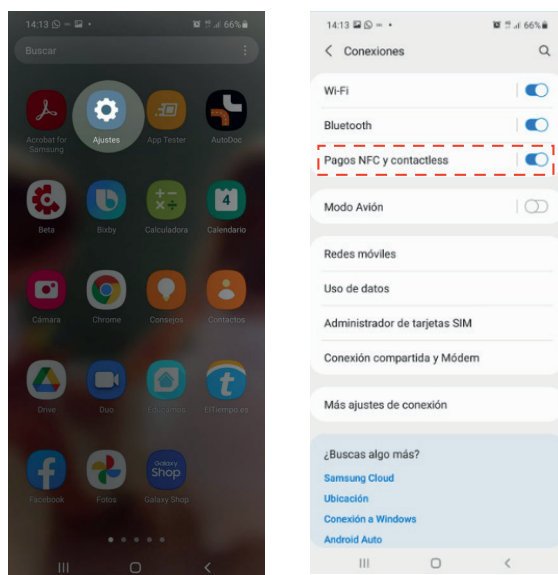 14:13
66%
Buscar
Acrobat for Samsung
Ajustes
App Tester
AutoDoc
Beta
Bixby
Calculadora
4
Calendario
Cámara
Chrome
Consejos
Contactos
Drive
Duo
ElTiempo.es
Facebook
Fotos
Galaxy Shop
Galaxy Shop
14:13
66%
Conexiones
Wi-Fi
Bluetooth
Pagos NFC y contactless
Modo Avión
Redes móviles
Uso de datos
Administrador de tarjetas SIM
Conexión compartida y Módem
Más ajustes de conexión
¿Buscas algo más?
Samsung Cloud
Ubicación
Conexión a Windows
Android Auto